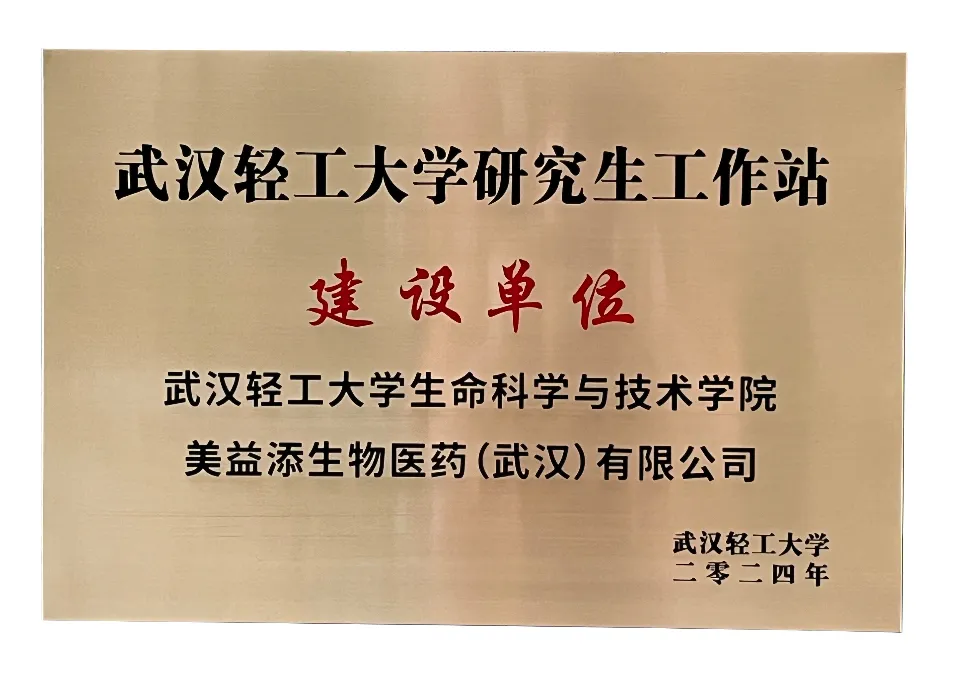 武汉轻工大学研究生工作站
建设单位
武汉轻工大学生命科学与技术学院
美益添生物医药(武汉)有限公司
武汉轻工大学
二零二四年